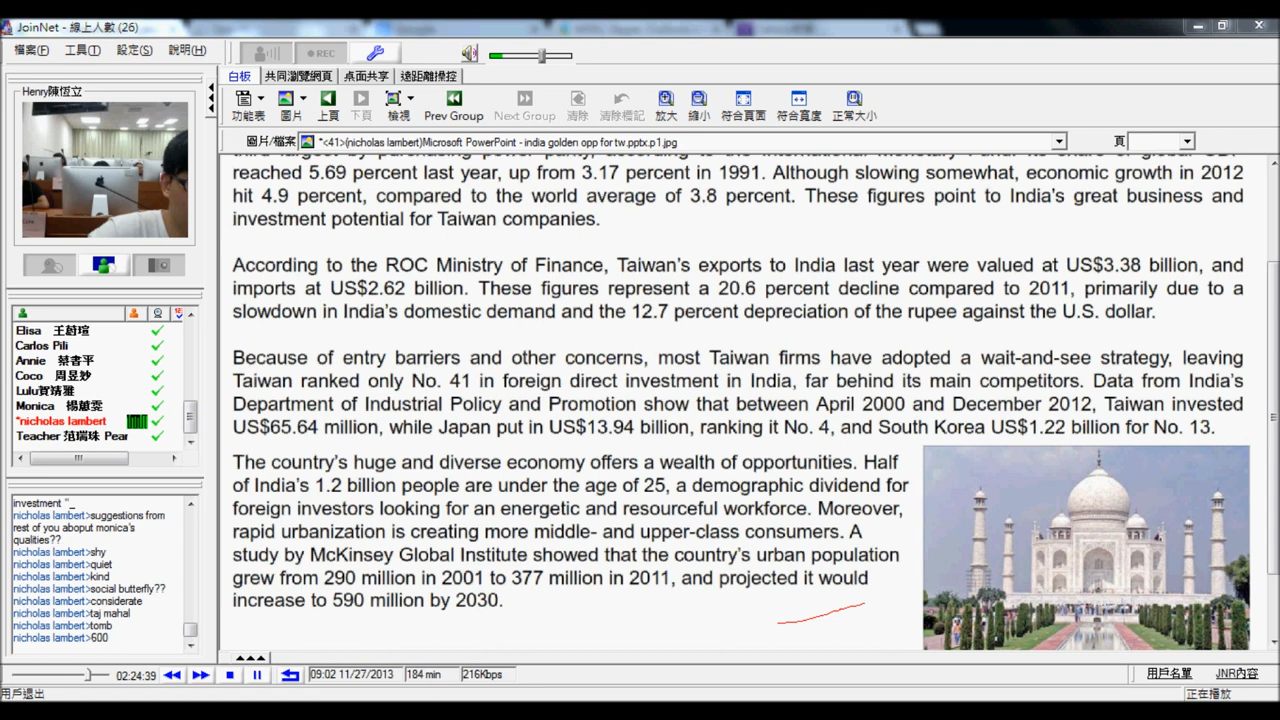 JoinNet - 線上人數 (26)
檔案(F) 工具(T) 設定(S) 說明(H)
REC
Henry陳恆立
白板 共同瀏覽網頁 桌面共享 遠距離操控
功能表 圖片 上頁 下頁 檢視 Prev Group Next Group 清除 清除標記 放大 縮小 符合頁面 符合寬度 正常大小
圖片/檔案 *<41>(nicholas lambert)Microsoft PowerPoint - india golden opp for tw.pptx.p1.jpg 頁
third largest by purchasing power parity, according to the International Monetary Fund. Its share of global GDP
reached 5.69 percent last year, up from 3.17 percent in 1991. Although slowing somewhat, economic growth in 2012
hit 4.9 percent, compared to the world average of 3.8 percent. These figures point to India's great business and
investment potential for Taiwan companies.
According to the ROC Ministry of Finance, Taiwan's exports to India last year were valued at US$3.38 billion, and
imports at US$2.62 billion. These figures represent a 20.6 percent decline compared to 2011, primarily due to a
slowdown in India's domestic demand and the 12.7 percent depreciation of the rupee against the U.S. dollar.
Because of entry barriers and other concerns, most Taiwan firms have adopted a wait-and-see strategy, leaving
Taiwan ranked only No. 41 in foreign direct investment in India, far behind its main competitors. Data from India's
Department of Industrial Policy and Promotion show that between April 2000 and December 2012, Taiwan invested
US$65.64 million, while Japan put in US$13.94 billion, ranking it No. 4, and South Korea US$1.22 billion for No. 13.
The country's huge and diverse economy offers a wealth of opportunities. Half
of India's 1.2 billion people are under the age of 25, a demographic dividend for
foreign investors looking for an energetic and resourceful workforce. Moreover,
rapid urbanization is creating more middle- and upper-class consumers. A
study by McKinsey Global Institute showed that the country's urban population
grew from 290 million in 2001 to 377 million in 2011, and projected it would
increase to 590 million by 2030.
Elisa 王蒔瑄
Carlos Pili
Annie 蔡書平
Coco 周昱妙
Lulu賀靖雅
Monica 楊蕙雯
*nicholas lambert
Teacher 范瑞珠 Pear
investment "_
nicholas lambert>suggestions from
rest of you aboput monica's
qualities??
nicholas lambert>shy
nicholas lambert>quiet
nicholas lambert>kind
nicholas lambert>social butterfly??
nicholas lambert>considerate
nicholas lambert>taj mahal
nicholas lambert>tomb
nicholas lambert>600
02:24:39 09:02 11/27/2013 184 min 216Kbps 用戶名單 JNR內容
用戶退出 正在播放